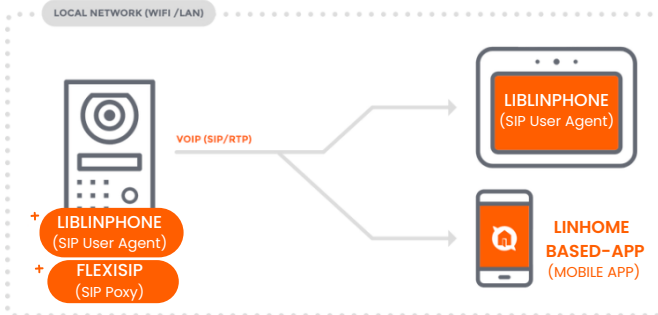 LOCAL NETWORK (WIFI /LAN)
VOIP (SIP/RTP)
LIBLINPHONE
(SIP User Agent)
+
LIBLINPHONE
(SIP User Agent)
+
FLEXISIP
(SIP Poxy)
LINHOME
BASED-APP
(MOBILE APP)